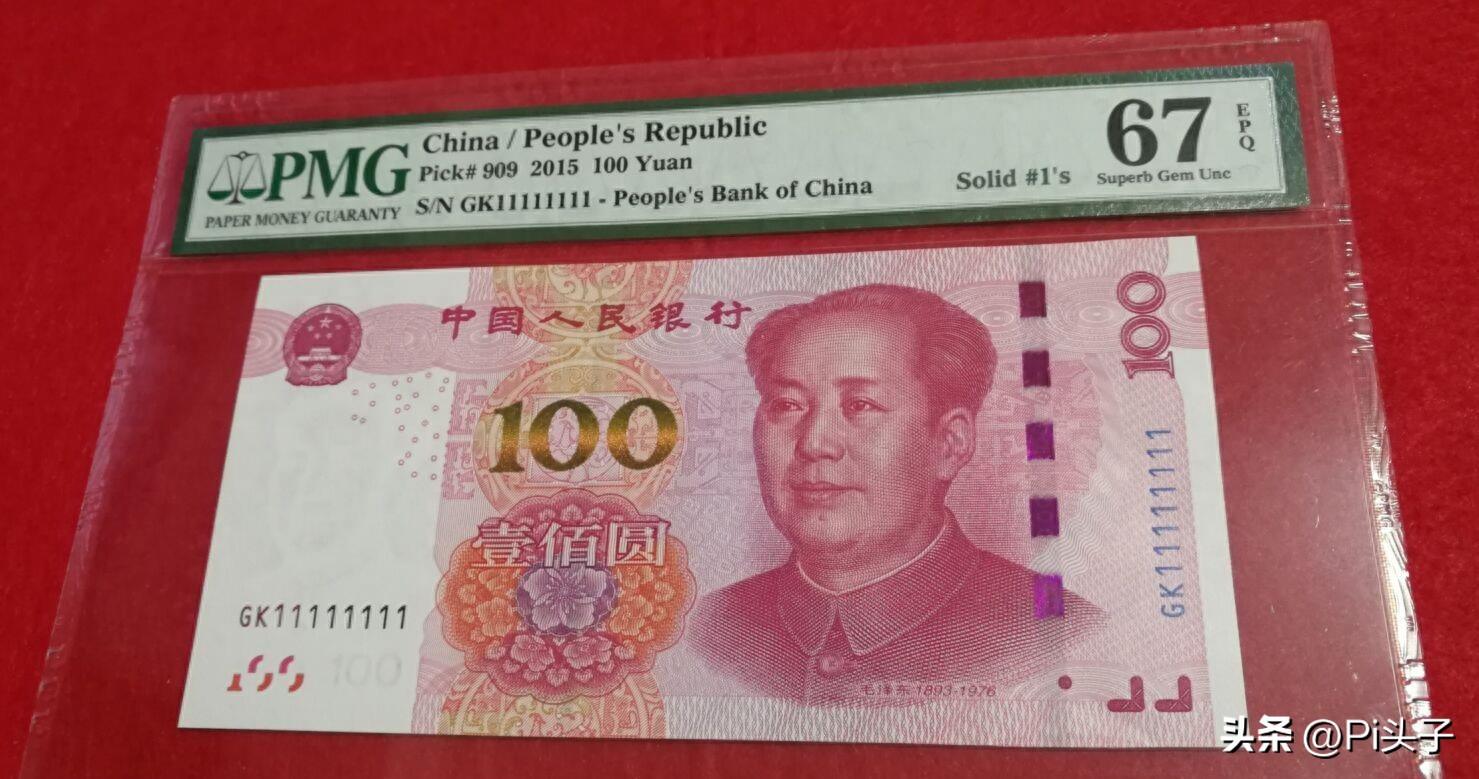 China / People's Republic
PMG
Pick# 909 2015 100 Yuan
PAPER MONEY GUARANTY
S/N GK11111111 - People's Bank of China
Solid #1's
67
EPQ
Superb Gem Unc
中国人民银行
100
100
壹佰圆
GK11111111
GK11111111
100
毛泽东 1893-1976
头条 @Pi头子